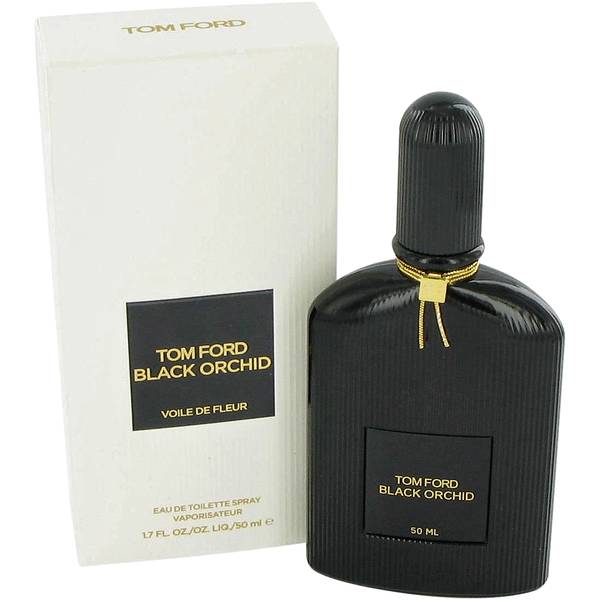 TOM FORD
TOM FORD
BLACK ORCHID
VOILE DE FLEUR
EAU DE TOILETTE SPRAY
VAPORISATEUR
1.7 FL. OZ./OZ. LIQ./50 ml e
TOM FORD
BLACK ORCHID
50 ML